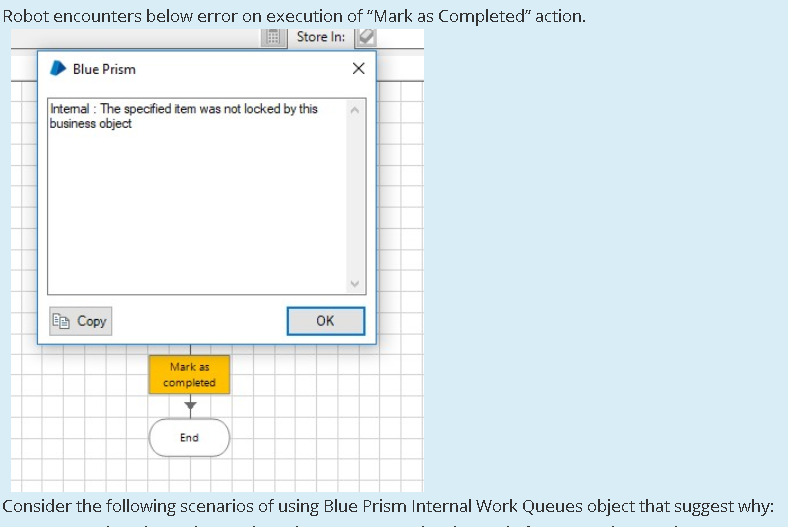 Robot encounters below error on execution of “Mark as Completed” action.
Store In:
Blue Prism
Internal : The specified item was not locked by this
business object
Copy
OK
Mark as
completed
End
Consider the following scenarios of using Blue Prism Internal Work Queues object that suggest why: